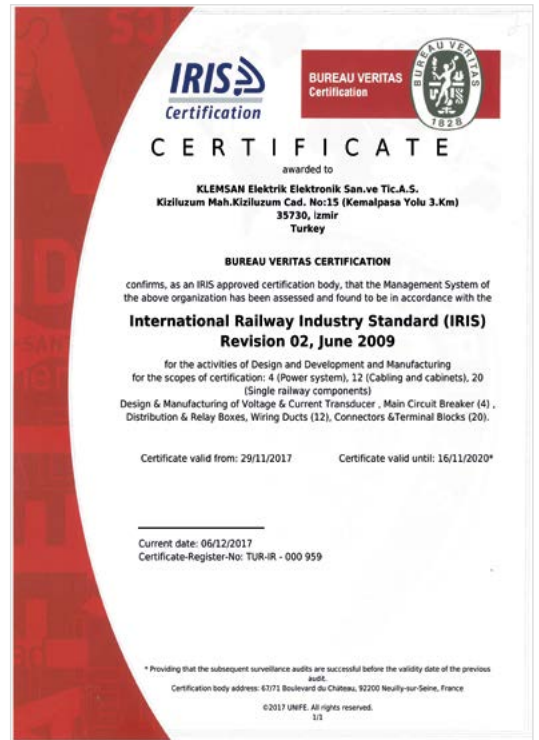 IRIS
Certification
BUREAU VERITAS
Certification
BUREAU VERITAS
1828
CERTIFICATE
awarded to
KLEMSAN Elektrik Elektronik San.ve Tic.A.S.
Kiziluzum Mah.Kiziluzum Cad. No:15 (Kemalpasa Yolu 3.Km)
35730, izmir
Turkey
BUREAU VERITAS CERTIFICATION
confirms, as an IRIS approved certification body, that the Management System of
the above organization has been assessed and found to be in accordance with the
International Railway Industry Standard (IRIS)
Revision 02, June 2009
for the activities of Design and Development and Manufacturing
for the scopes of certification: 4 (Power system), 12 (Cabling and cabinets), 20
(Single railway components)
Design & Manufacturing of Voltage & Current Transducer , Main Circuit Breaker (4) ,
Distribution & Relay Boxes, Wiring Ducts (12), Connectors &Terminal Blocks (20).
Certificate valid from: 29/11/2017 Certificate valid until: 16/11/2020*
Current date: 06/12/2017
Certificate-Register-No: TUR-IR - 000 959
* Providing that the subsequent surveillance audits are successful before the validity date of the previous
audit.
Certification body address: 67/71 Boulevard du Château, 92200 Neuilly-sur-Seine, France
©2017 UNIFE. All rights reserved.
1/1